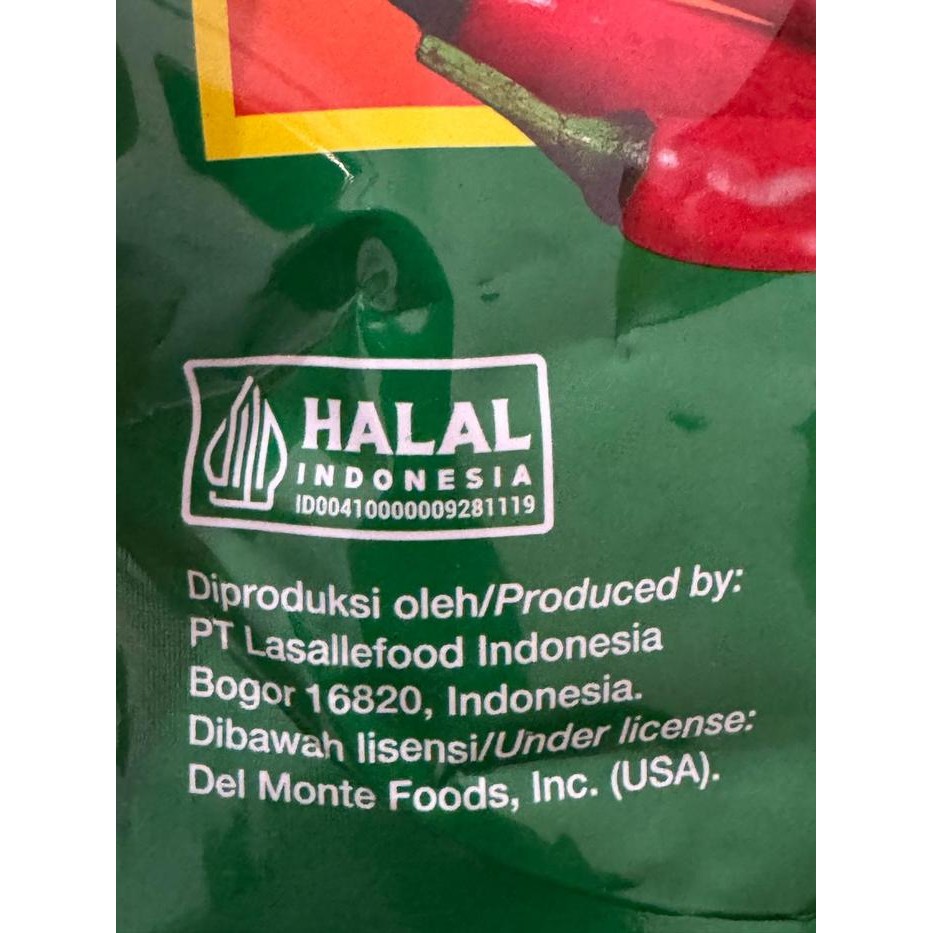 HALAL
INDONESIA
ID00410000009281119
Diproduksi oleh/Produced by:
PT Lasallefood Indonesia
Bogor 16820, Indonesia.
Dibawah lisensi/Under license:
Del Monte Foods, Inc. (USA).